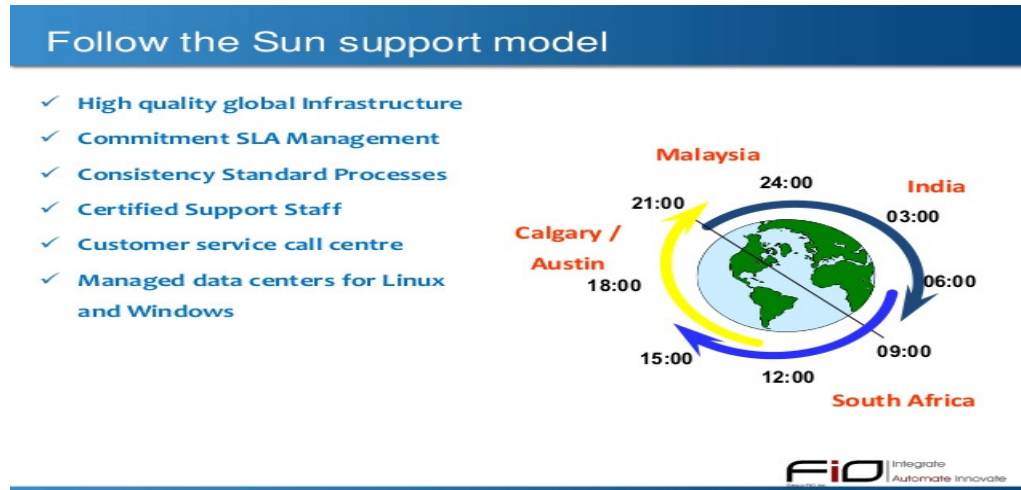 Follow the Sun support model
✓ High quality global Infrastructure
✓ Commitment SLA Management
✓ Consistency Standard Processes
✓ Certified Support Staff
✓ Customer service call centre
✓ Managed data centers for Linux
and Windows
Malaysia
24:00
India
21:00
03:00
Calgary /
Austin
18:00
06:00
15:00
09:00
12:00
South Africa
FiO
Integrate
Automate Innovate